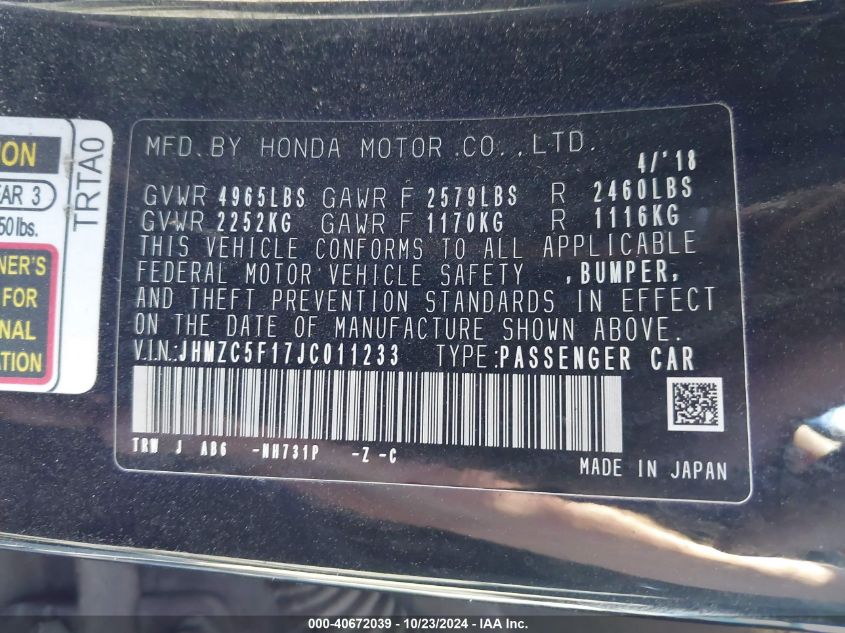 MFD. BY HONDA MOTOR CO.,LTD. 4/'18
GVWR 4965LBS GAWR F 2579LBS R 2460LBS
GVWR 2252KG GAWR F 1170KG R 1116KG
THIS VEHICLE CONFORMS TO ALL APPLICABLE
FEDERAL MOTOR VEHICLE SAFETY ,BUMPER,
AND THEFT PREVENTION STANDARDS IN EFFECT
ON THE DATE OF MANUFACTURE SHOWN ABOVE.
V.I.N.:JHMZC5F17JC011233 TYPE:PASSENGER CAR
TRW J AB6 -NH731P -Z -C
MADE IN JAPAN
TRTA0
ION
EAR 3
50 lbs.
NER'S
FOR
NAL
ATION
000-40672039 - 10/23/2024 - IAA Inc.